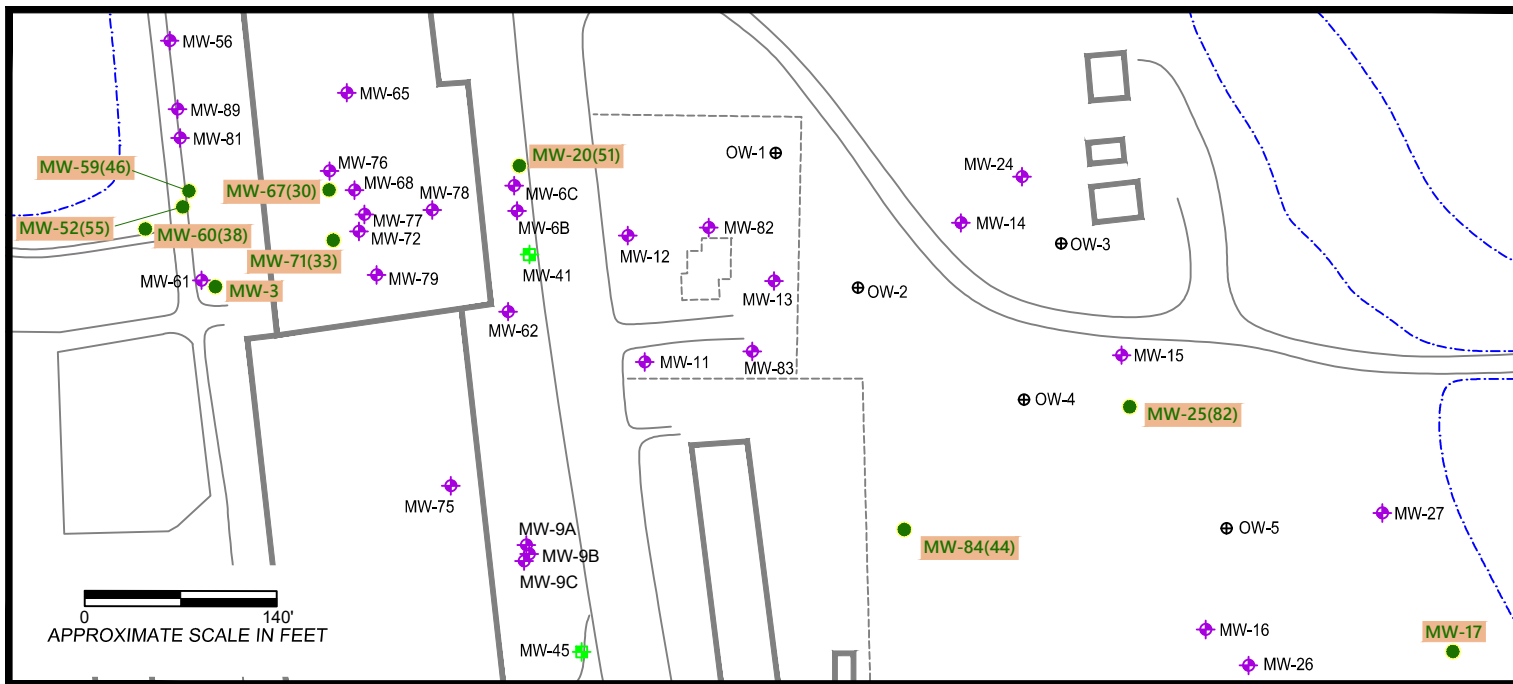 MW-56
MW-65
MW-89
MW-81
MW-59(46)
MW-20(51)
OW-1
MW-76
MW-24
MW-67(30)
MW-68
MW-6C
MW-78
MW-77
MW-52(55)
MW-60(38)
MW-72
MW-6B
MW-82
MW-14
MW-12
OW-3
MW-71(33)
MW-41
MW-61
MW-79
MW-3
MW-13
OW-2
MW-62
MW-15
MW-11
MW-83
OW-4
MW-25(82)
MW-75
MW-27
MW-9A
OW-5
MW-84(44)
MW-9B
MW-9C
0 140'
APPROXIMATE SCALE IN FEET
MW-16
MW-17
MW-45
MW-26